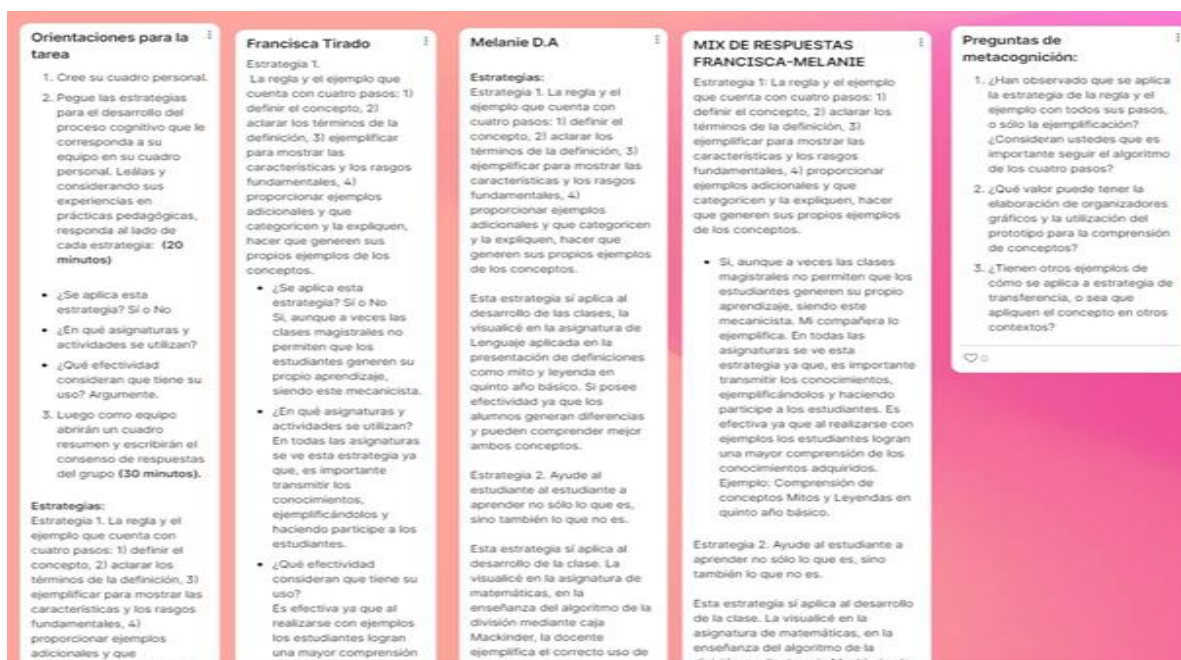 Orientaciones para la
tarea
1. Cree su cuadro personal.
2. Pegue las estrategias
para el desarrollo del
proceso cognitivo que le
corresponda a su
equipo en su cuadro
personal. Leálas y
considerando sus
experiencias en
prácticas pedagógicas,
responda al lado de
cada estrategia: (20
minutos)
• ¿Se aplica esta
estrategia? Sí o No
• ¿En qué asignaturas y
actividades se utilizan?
• ¿Qué efectividad
consideran que tiene su
uso? Argumente.
3. Luego como equipo
abrirán un cuadro
resumen y escribirán el
consenso de respuestas
del grupo (30 minutos).
Estrategias:
Estrategia 1. La regla y el
ejemplo que cuenta con
cuatro pasos: 1) definir el
concepto, 2) aclarar los
términos de la definición, 3)
ejemplificar para mostrar las
características y los rasgos
fundamentales, 4)
proporcionar ejemplos
adicionales y que
Francisca Tirado
Estrategia 1.
La regla y el ejemplo que
cuenta con cuatro pasos: 1)
definir el concepto, 2)
aclarar los términos de la
definición, 3) ejemplificar
para mostrar las
características y los rasgos
fundamentales, 4)
proporcionar ejemplos
adicionales y que
categoricen y la expliquen,
hacer que generen sus
propios ejemplos de los
conceptos.
• ¿Se aplica esta
estrategia? Sí o No
Si, aunque a veces las
clases magistrales no
permiten que los
estudiantes generen su
propio aprendizaje,
siendo este mecanicista.
• ¿En qué asignaturas y
actividades se utilizan?
En todas las asignaturas
se ve esta estrategia ya
que, es importante
transmitir los
conocimientos,
ejemplificándolos y
haciendo participe a los
estudiantes.
• ¿Qué efectividad
consideran que tiene su
uso?
Es efectiva ya que al
realizarse con ejemplos
los estudiantes logran
una mayor comprensión
Melanie D.A
Estrategias:
Estrategia 1. La regla y el
ejemplo que cuenta con
cuatro pasos: 1) definir el
concepto, 2) aclarar los
términos de la definición, 3)
ejemplificar para mostrar las
características y los rasgos
fundamentales, 4)
proporcionar ejemplos
adicionales y que categoricen
y la expliquen, hacer que
generen sus propios ejemplos
de los conceptos.
Esta estrategia sí aplica al
desarrollo de las clases, la
visualicé en la asignatura de
Lenguaje aplicada en la
presentación de definiciones
como mito y leyenda en
quinto año básico. Si posee
efectividad ya que los
alumnos generan diferencias
y pueden comprender mejor
ambos conceptos.
Estrategia 2. Ayude al
estudiante al estudiante a
aprender no sólo lo que es,
sino también lo que no es.
Esta estrategia sí aplica al
desarrollo de la clase. La
visualicé en la asignatura de
matemáticas, en la
enseñanza del algoritmo de la
división mediante caja
Mackinder, la docente
ejemplifica el correcto uso de
MIX DE RESPUESTAS
FRANCISCA-MELANIE
Estrategia 1: La regla y el ejemplo
que cuenta con cuatro pasos: 1)
definir el concepto, 2) aclarar los
términos de la definición, 3)
ejemplificar para mostrar las
características y los rasgos
fundamentales, 4) proporcionar
ejemplos adicionales y que
categoricen y la expliquen, hacer
que generen sus propios ejemplos
de los conceptos.
• Si, aunque a veces las clases
magistrales no permiten que los
estudiantes generen su propio
aprendizaje, siendo este
mecanicista. Mi compañera lo
ejemplifica. En todas las
asignaturas se ve esta
estrategia ya que, es importante
transmitir los conocimientos,
ejemplificándolos y haciendo
participe a los estudiantes. Es
efectiva ya que al realizarse con
ejemplos los estudiantes logran
una mayor comprensión de los
conocimientos adquiridos.
Ejemplo: Comprensión de
conceptos Mitos y Leyendas en
quinto año básico.
Estrategia 2. Ayude al estudiante a
aprender no sólo lo que es, sino
también lo que no es.
Esta estrategia sí aplica al desarrollo
de la clase. La visualicé en la
asignatura de matemáticas, en la
enseñanza del algoritmo de la
Preguntas de
metacognición:
1. ¿Han observado que se aplica
la estrategia de la regla y el
ejemplo con todos sus pasos,
o sólo la ejemplificación?
¿Consideran ustedes que es
importante seguir el algoritmo
de los cuatro pasos?
2. ¿Qué valor puede tener la
elaboración de organizadores
gráficos y la utilización del
prototipo para la comprensión
de conceptos?
3. ¿Tienen otros ejemplos de
cómo se aplica a estrategia de
transferencia, o sea que
apliquen el concepto en otros
contextos?
0